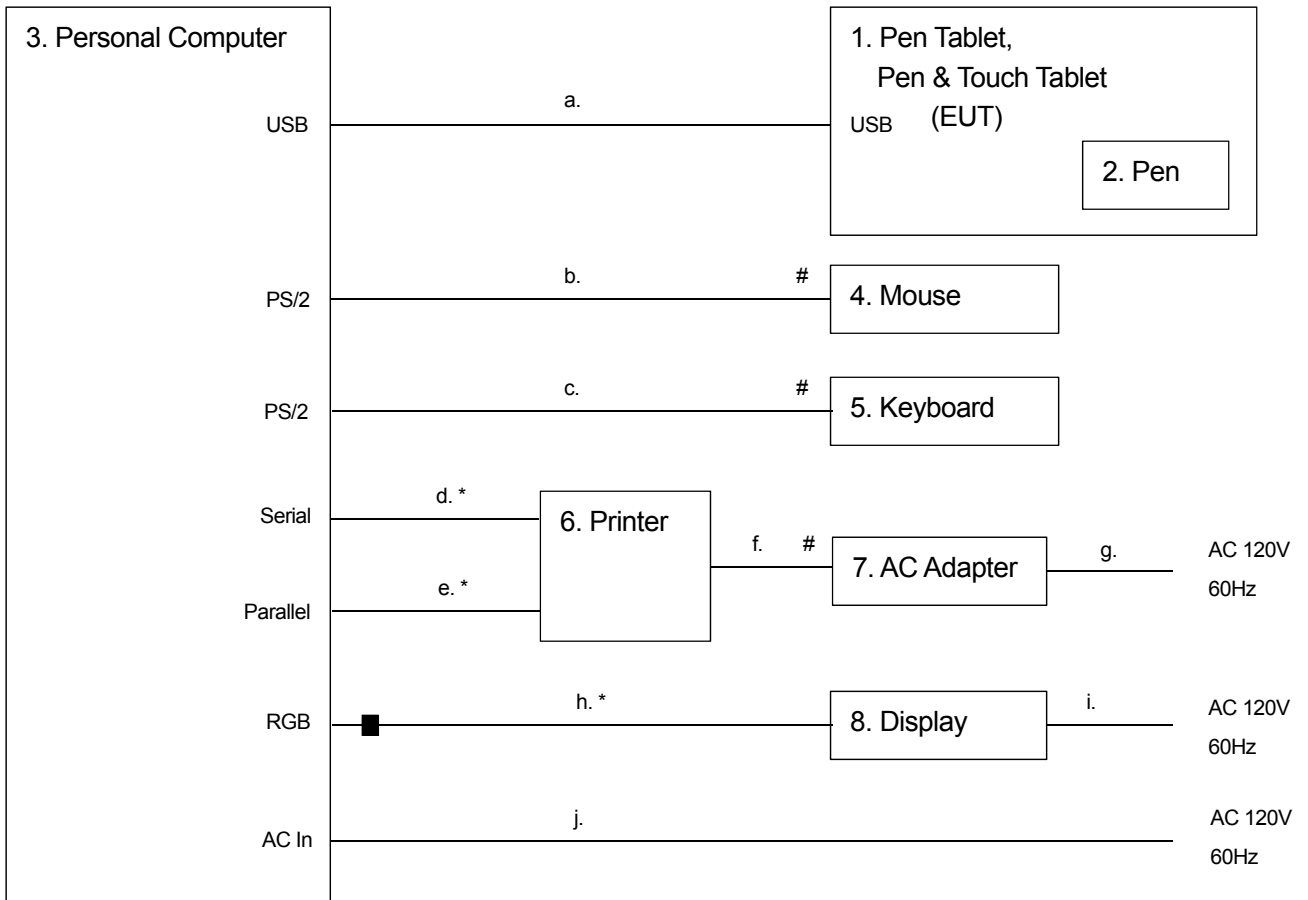 3. Personal Computer
1. Pen Tablet,
Pen & Touch Tablet
(EUT)
a.
USB
USB
2. Pen
b.
#
PS/2
4. Mouse
c.
#
PS/2
5. Keyboard
d. *
Serial
6. Printer
f.
#
7. AC Adapter
g.
AC 120V
60Hz
e. *
Parallel
h. *
RGB
8. Display
i.
AC 120V
60Hz
j.
AC In
AC 120V
60Hz